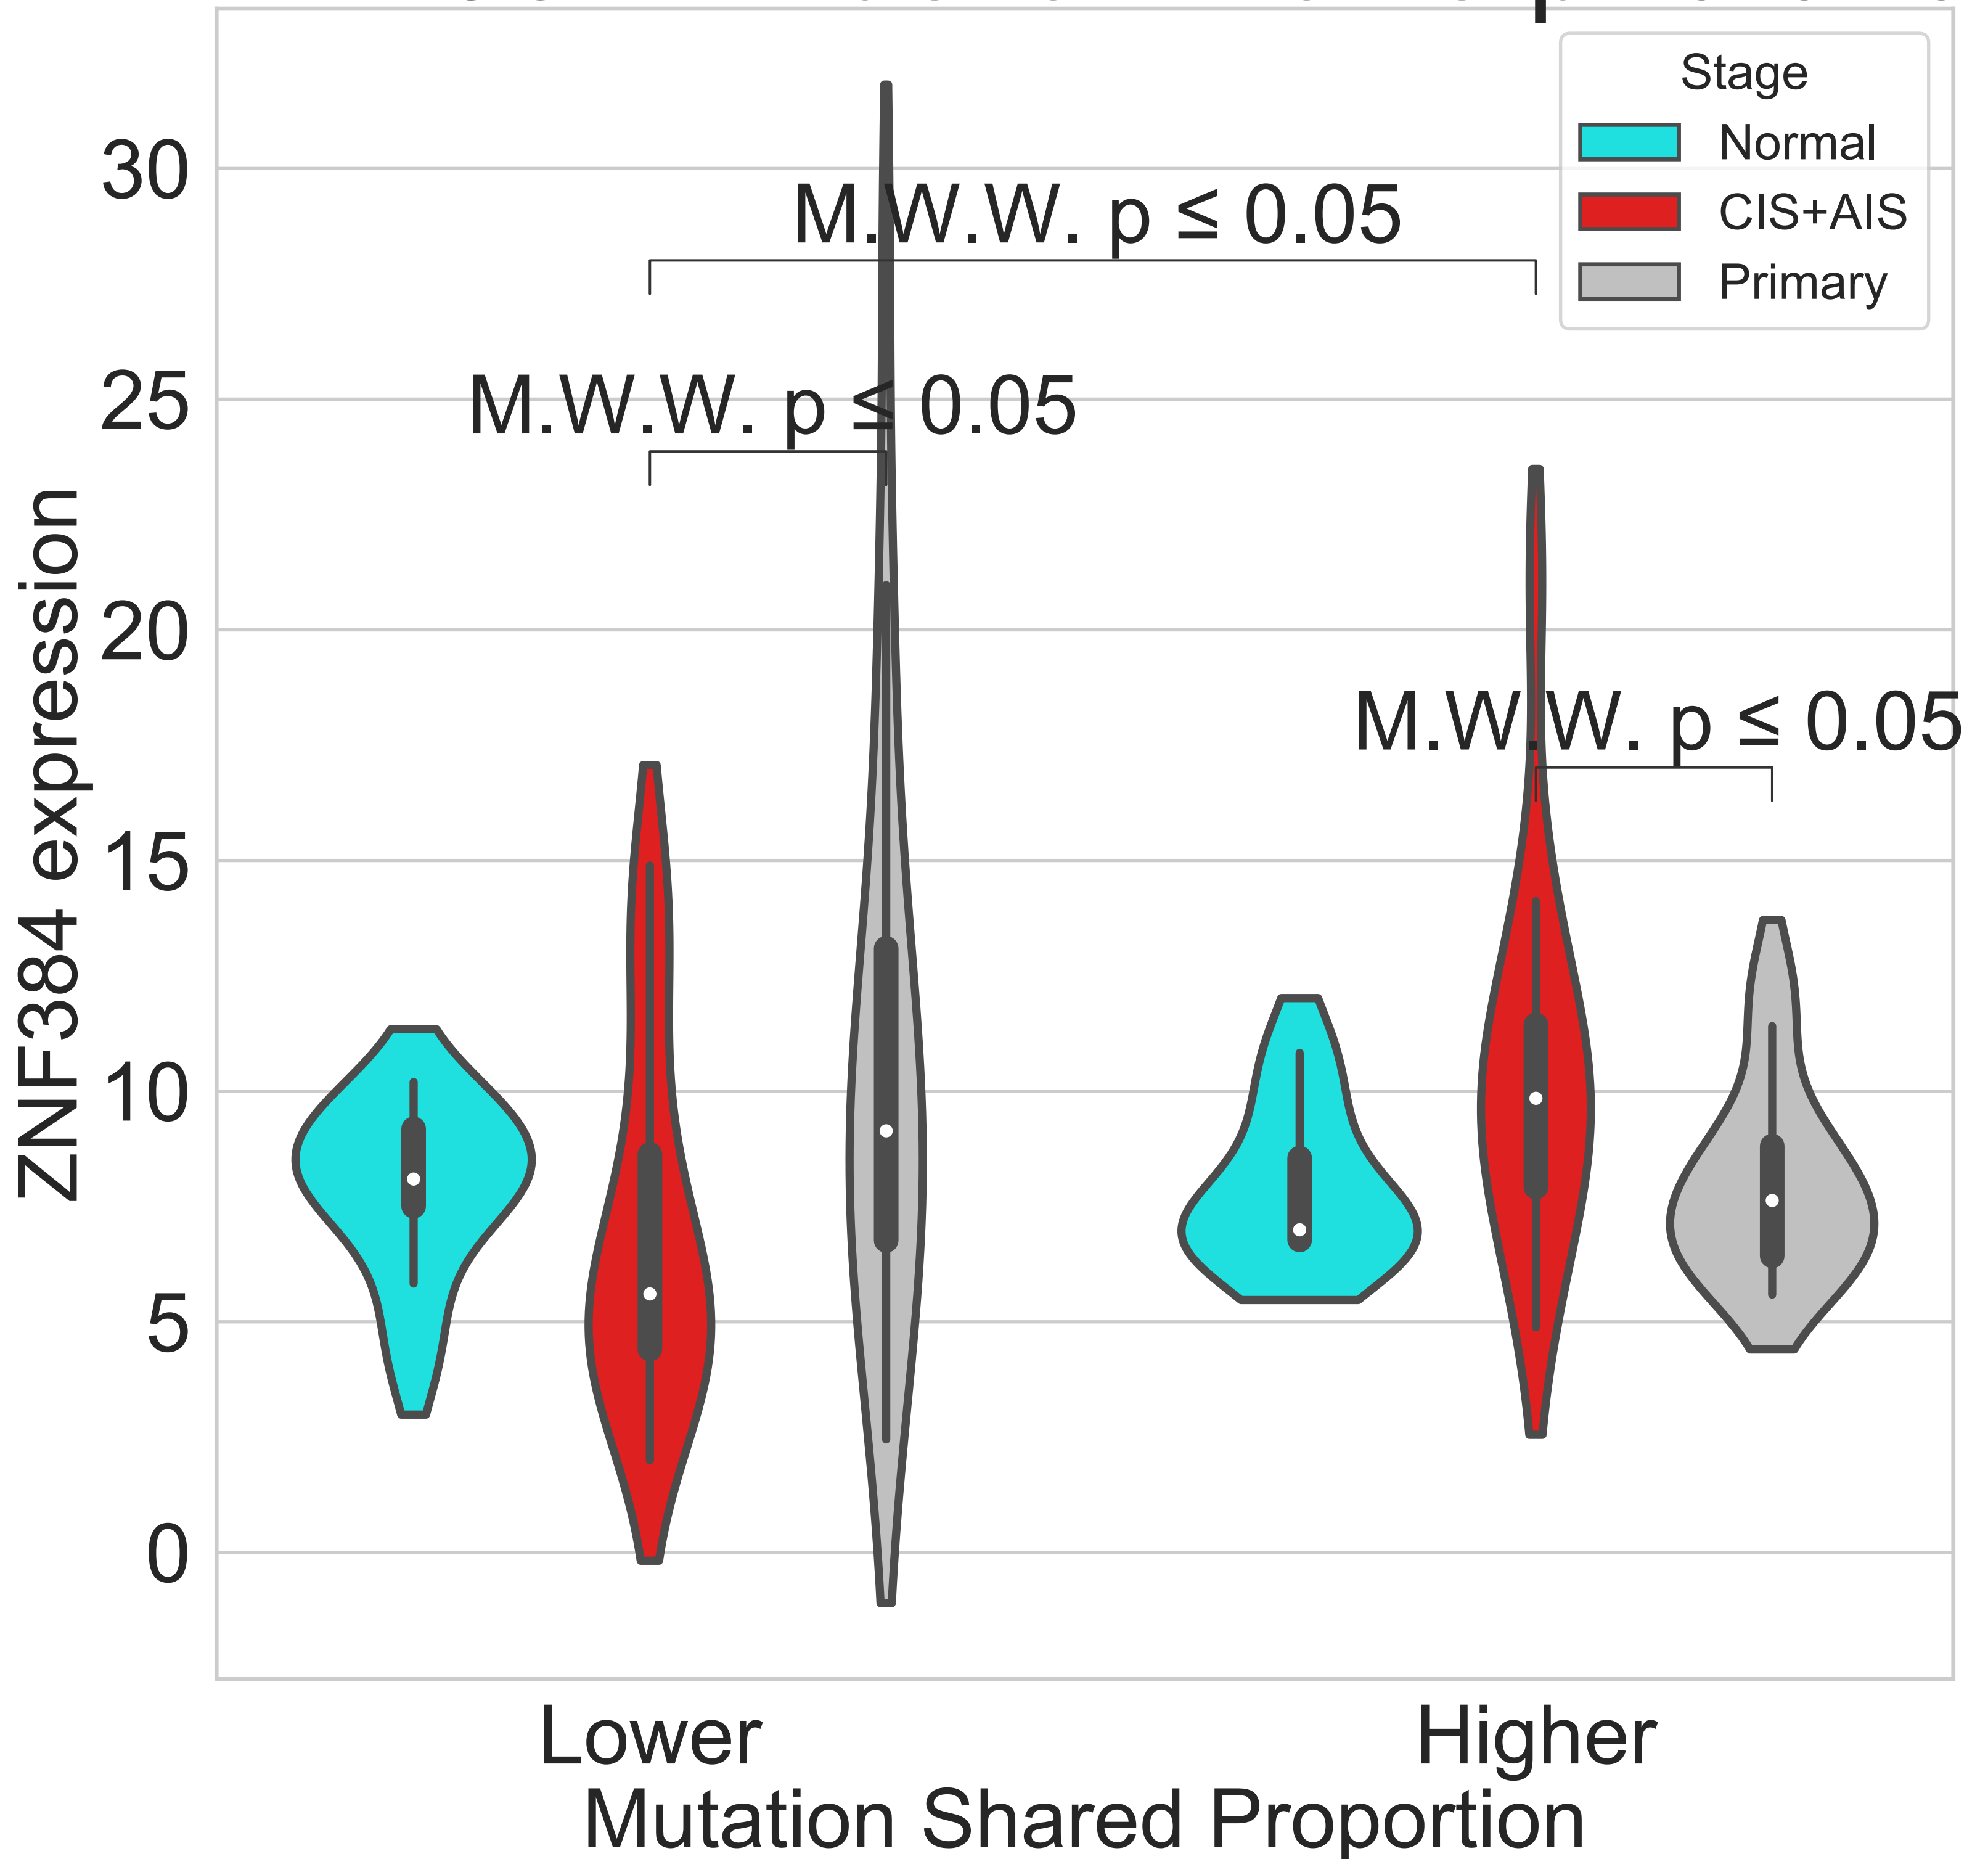 Stage
Normal
CIS+AIS
Primary
30
25
20
15
10
5
0
M.W.W. p ≤ 0.05
M.W.W. p ≤ 0.05
M.W.W. p ≤ 0.05
ZNF384 expression
Lower
Higher
Mutation Shared Proportion